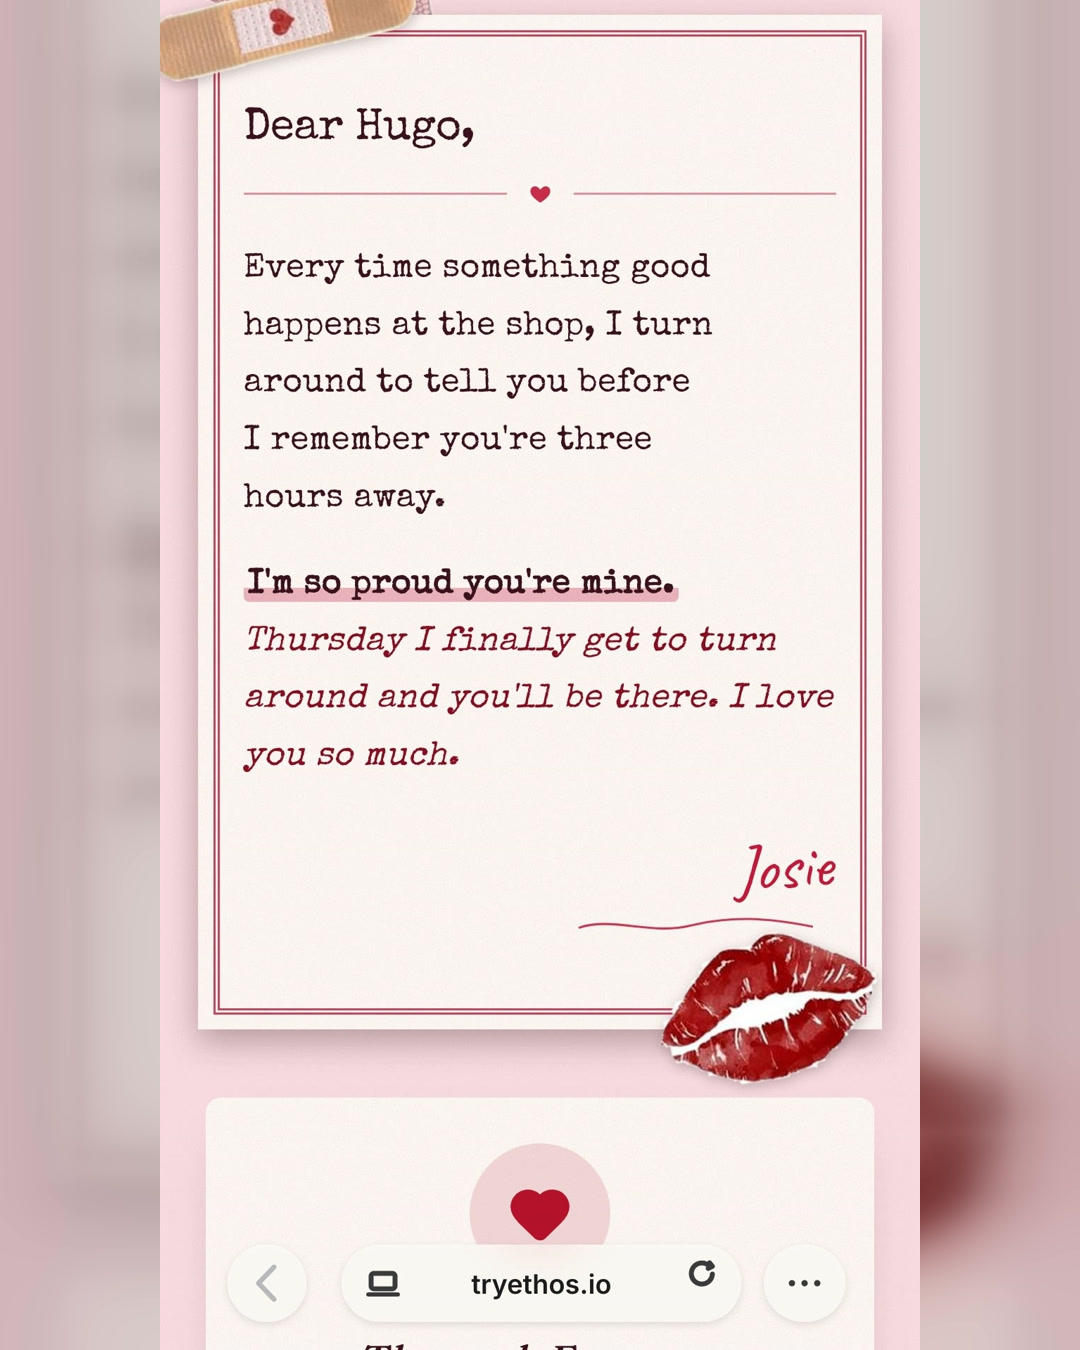 Dear Hugo,
Every time something good
happens at the shop, I turn
around to tell you before
I remember you're three
hours away.
I'm so proud you're mine.
Thursday I finally get to turn
around and you'll be there. I love
you so much.
Josie
tryethos.io